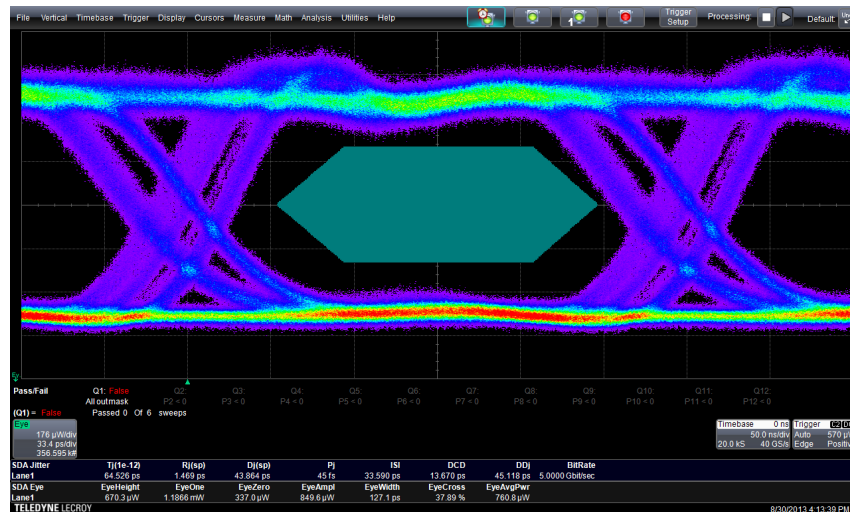 File Vertical Timebase Trigger Display Cursors Measure Math Analysis Utilities Help
1
Trigger Setup
Processing:
Default:
Pass/Fail Q1: False Q2: Q3: Q4: Q5: Q6: Q7: Q8: Q9: Q10: Q11: Q12:
All outmask P2 < 0 P3 < 0 P4 < 0 P5 < 0 P6 < 0 P7 < 0 P8 < 0 P9 < 0 P10 < 0 P11 < 0 P12 < 0
(Q1) = False Passed 0 Of 6 sweeps
Eye
176 µW/div
33.4 ps/div
356.595 k#
Timebase 0 ns
50.0 ns/div
20.0 kS 40 GS/s
Trigger C2
Auto 570 µ
Edge Positiv
SDA Jitter Tj(1e-12) Rj(sp) Dj(sp) Pj ISI DCD DDj BitRate
Lane1 64.526 ps 1.469 ps 43.864 ps 45 fs 33.590 ps 13.670 ps 45.118 ps 5.0000 Gbit/sec
SDA Eye EyeHeight EyeOne EyeZero EyeAmpl EyeWidth EyeCross EyeAvgPwr
Lane1 670.3 µW 1.1866 mW 337.0 µW 849.6 µW 127.1 ps 37.89 % 760.8 µW
TELEDYNE LECROY 8/30/2013 4:13:39 PM